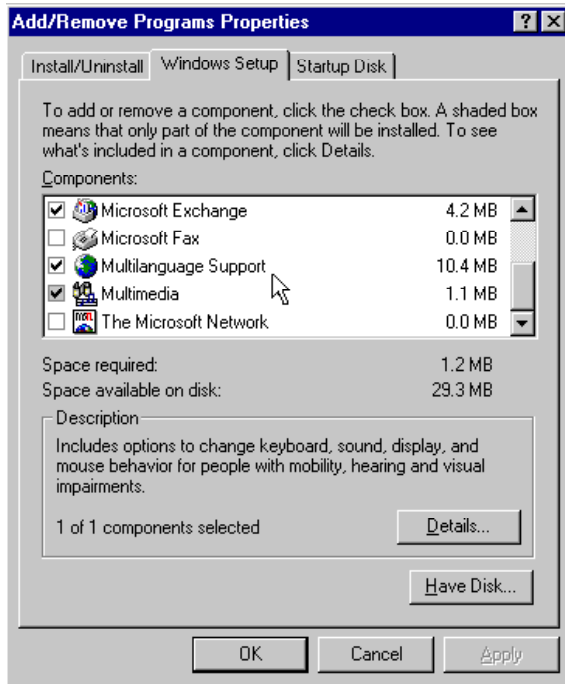 Add/Remove Programs Properties
Install/Uninstall Windows Setup Startup Disk
To add or remove a component, click the check box. A shaded box
means that only part of the component will be installed. To see
what's included in a component, click Details.
Components:
Microsoft Exchange 4.2 MB
Microsoft Fax 0.0 MB
Multilanguage Support 10.4 MB
Multimedia 1.1 MB
The Microsoft Network 0.0 MB
Space required: 1.2 MB
Space available on disk: 29.3 MB
Description
Includes options to change keyboard, sound, display, and
mouse behavior for people with mobility, hearing and visual
impairments.
1 of 1 components selected Details...
Have Disk...
OK Cancel Apply